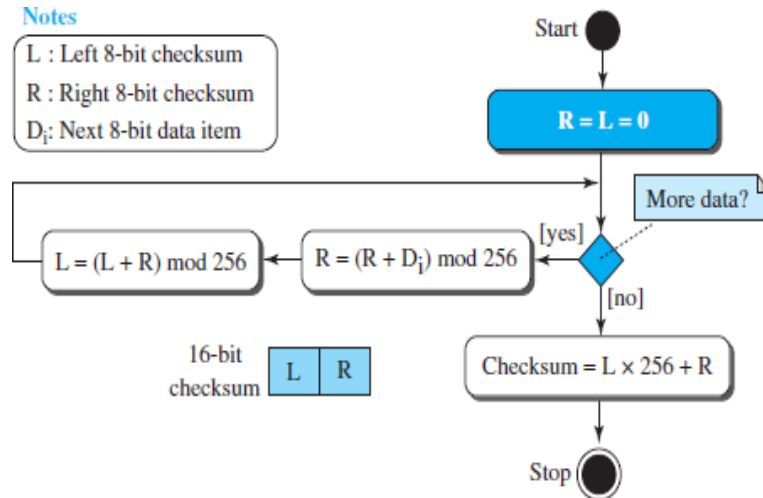 Notes
L : Left 8-bit checksum
R : Right 8-bit checksum
Dᵢ: Next 8-bit data item
Start
R = L = 0
More data?
[yes]
L = (L + R) mod 256
R = (R + Dᵢ) mod 256
[no]
16-bit
checksum
L
R
Checksum = L × 256 + R
Stop